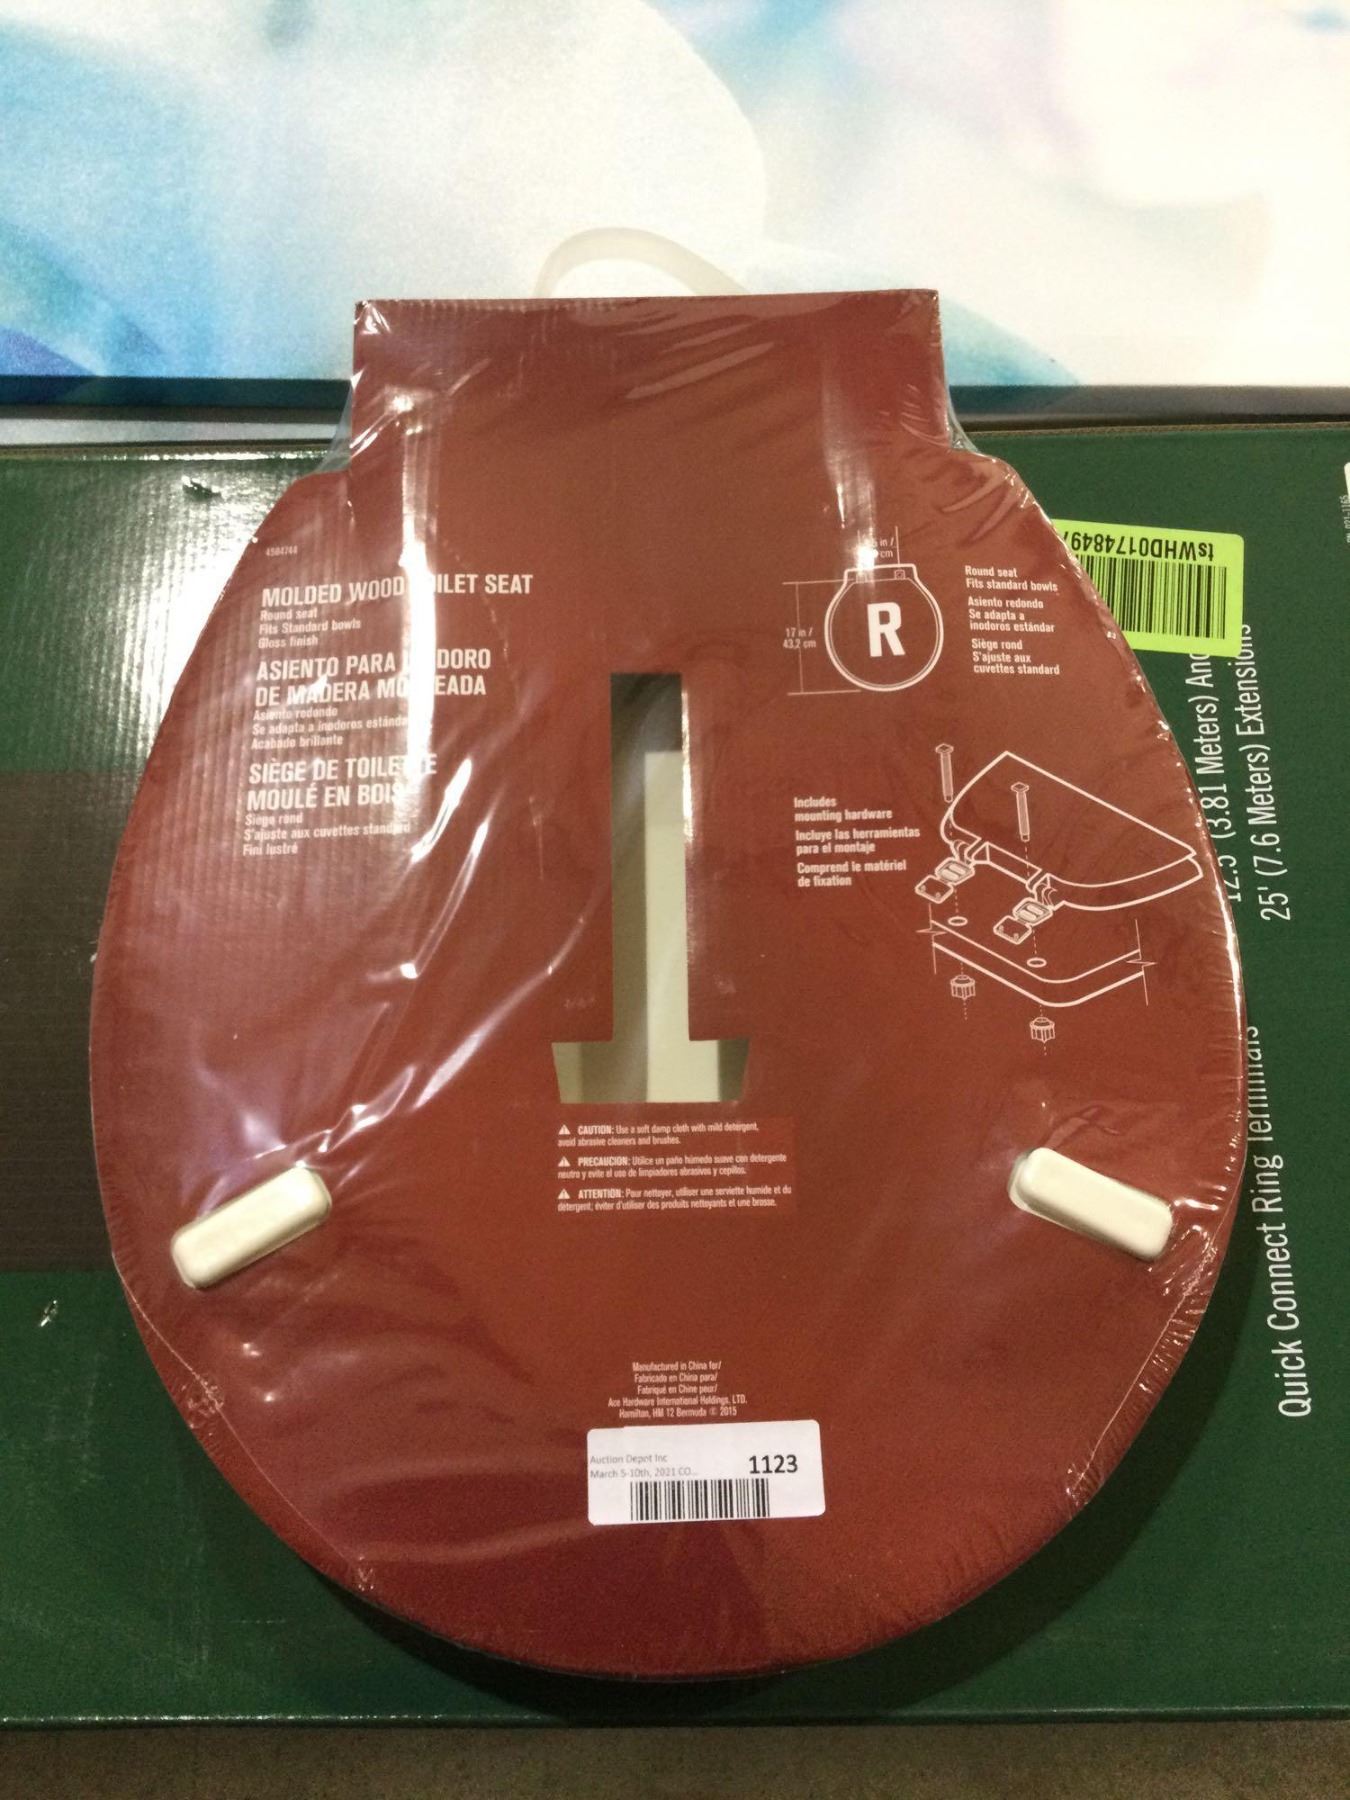 4504744
MOLDED WOOD ILET SEAT
Round seat
Fits Standard bowls
Gloss finish
ASIENTO PARA DORO
DE MADERA MO EADA
Asiento redondo
Se adapta a inodoros estánda
Acabado brillante
SIÈGE DE TOILETTE
MOULÉ EN BOIS
Siège rond
S'ajuste aux cuvettes standard
Fini lustré
in /
cm
17 in /
43,2 cm
R
Round seat
Fits standard bowls
Asiento redondo
Se adapta a
inodoros estándar
Siège rond
S'ajuste aux
cuvettes standard
Includes
mounting hardware
Incluye las herramientas
para el montaje
Comprend le matériel
de fixation
⚠ CAUTION: Use a soft damp cloth with mild detergent,
avoid abrasive cleaners and brushes.
⚠ PRECAUCION: Utilice un paño húmedo suave con detergente
neutro y evite el uso de limpiadores abrasivos y cepillos.
⚠ ATTENTION: Pour nettoyer, utiliser une serviette humide et du
détergent; éviter d'utiliser des produits nettoyants et une brosse.
Manufactured in China for/
Fabricado en China para/
Fabriqué en Chine pour/
Ace Hardware International Holdings, LTD.
Hamilton, HM 12 Bermuda © 2015
Auction Depot Inc
March 5-10th, 2021 CO...
1123
tsWHD01748497
12.5' (3.81 Meters) And
25' (7.6 Meters) Extensions
Quick Connect Ring Terminals